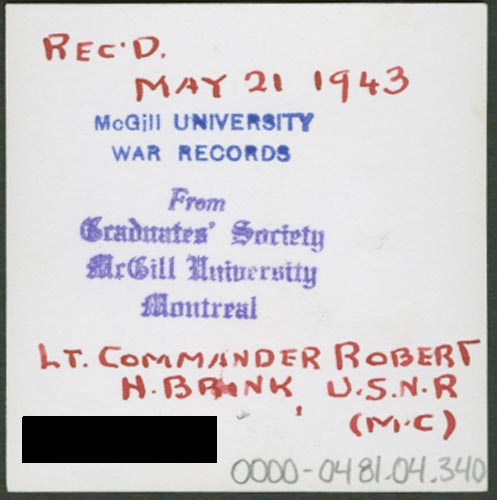 REC'D.
MAY 21 1943
McGill UNIVERSITY
WAR RECORDS
From
Graduates' Society
McGill University
Montreal
LT. COMMANDER ROBERT
H. BRINK, U.S.N.R
(M.C)
0000-0481.04.340